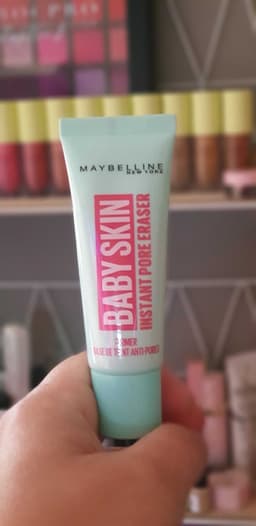 MAYBELLINE
NEW YORK
BABY SKIN
INSTANT PORE ERASER
PRIMER
BASE DE TEINT ANTI-PORES